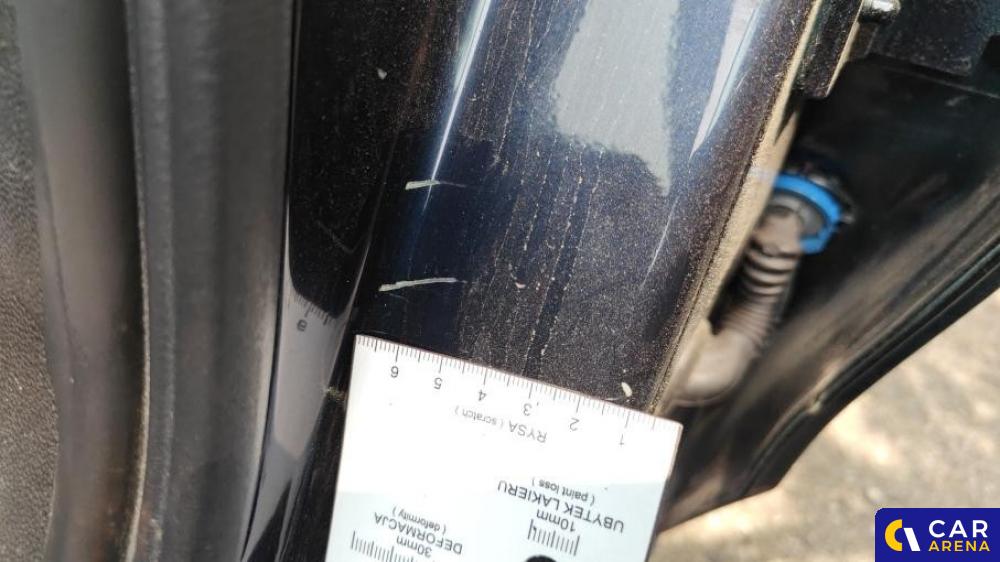 6 5 4 3 2 1
RYSA ( scratch )
UBYTEK LAKIERU
( paint loss )
10mm
DEFORMACJA
( deformity )
30mm
CAR
ARENA